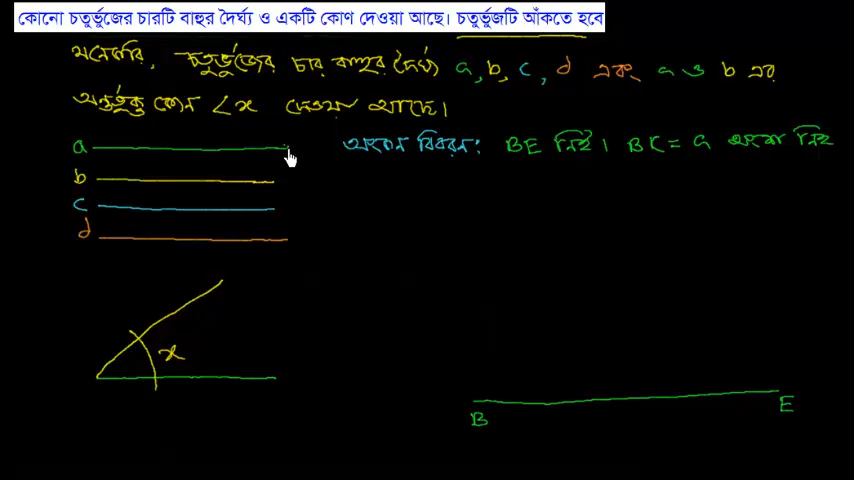 কোনো চতুর্ভুজের চারটি বাহুর দৈর্ঘ্য ও একটি কোণ দেওয়া আছে। চতুর্ভুজটি আঁকতে হবে
মনেকরি, চতুর্ভুজের চার বাহুর দৈর্ঘ্য a, b, c, d এবং a ও b এর
অন্তর্ভুক্ত কোন <x দেওয়া আছে।
a
অংকন বিবরন: BE নিই। BC = a অংশ নিই
b
c
d
x
B E